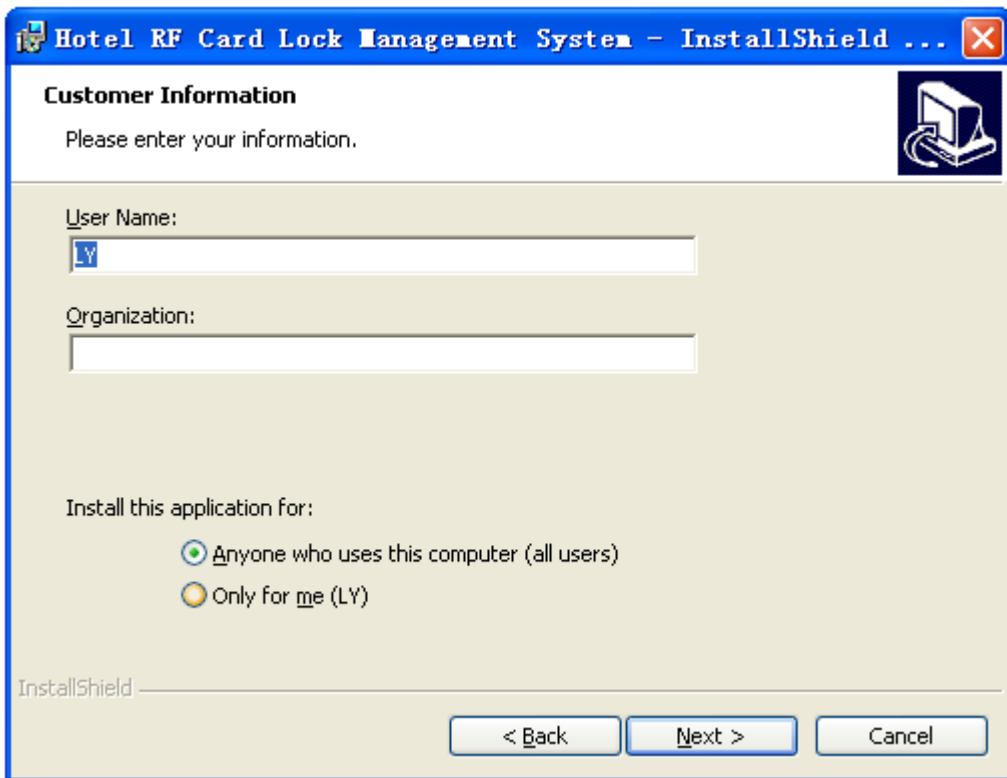 Hotel RF Card Lock Management System - InstallShield ...
Customer Information
Please enter your information.
User Name:
LY
Organization:
Install this application for:
Anyone who uses this computer (all users)
Only for me (LY)
InstallShield
< Back Next > Cancel